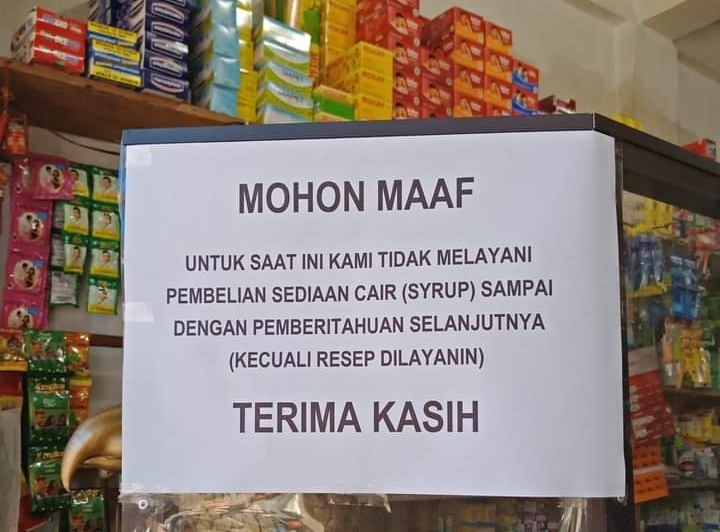 MOHON MAAF
UNTUK SAAT INI KAMI TIDAK MELAYANI
PEMBELIAN SEDIAAN CAIR (SYRUP) SAMPAI
DENGAN PEMBERITAHUAN SELANJUTNYA
(KECUALI RESEP DILAYANIN)
TERIMA KASIH